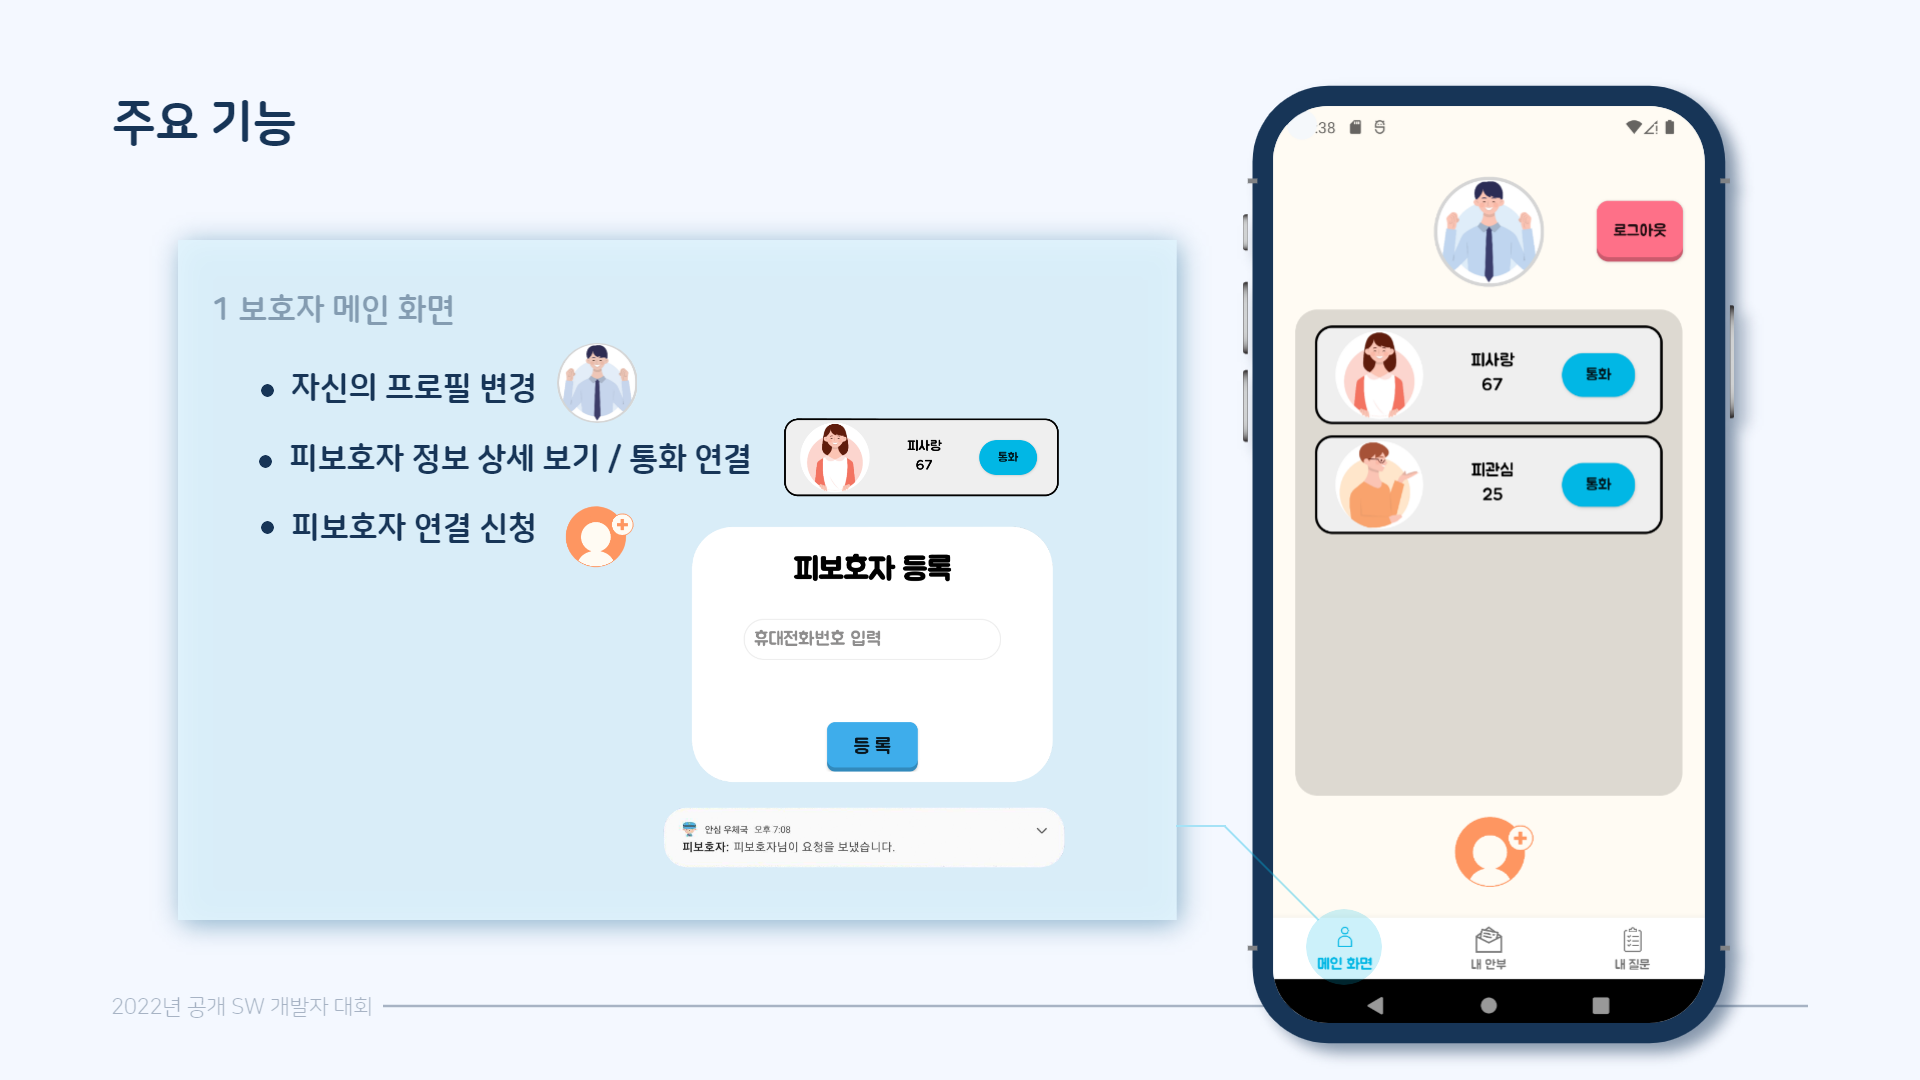 주요 기능
1 보호자 메인 화면
• 자신의 프로필 변경
• 피보호자 정보 상세 보기 / 통화 연결
• 피보호자 연결 신청
피사랑
67
통화
피보호자 등록
휴대전화번호 입력
등 록
안심 우체국 오후 7:08
피보호자: 피보호자님이 요청을 보냈습니다.
:38
로그아웃
피사랑
67
통화
피관심
25
통화
메인 화면
내 안부
내 질문
2022년 공개 SW 개발자 대회